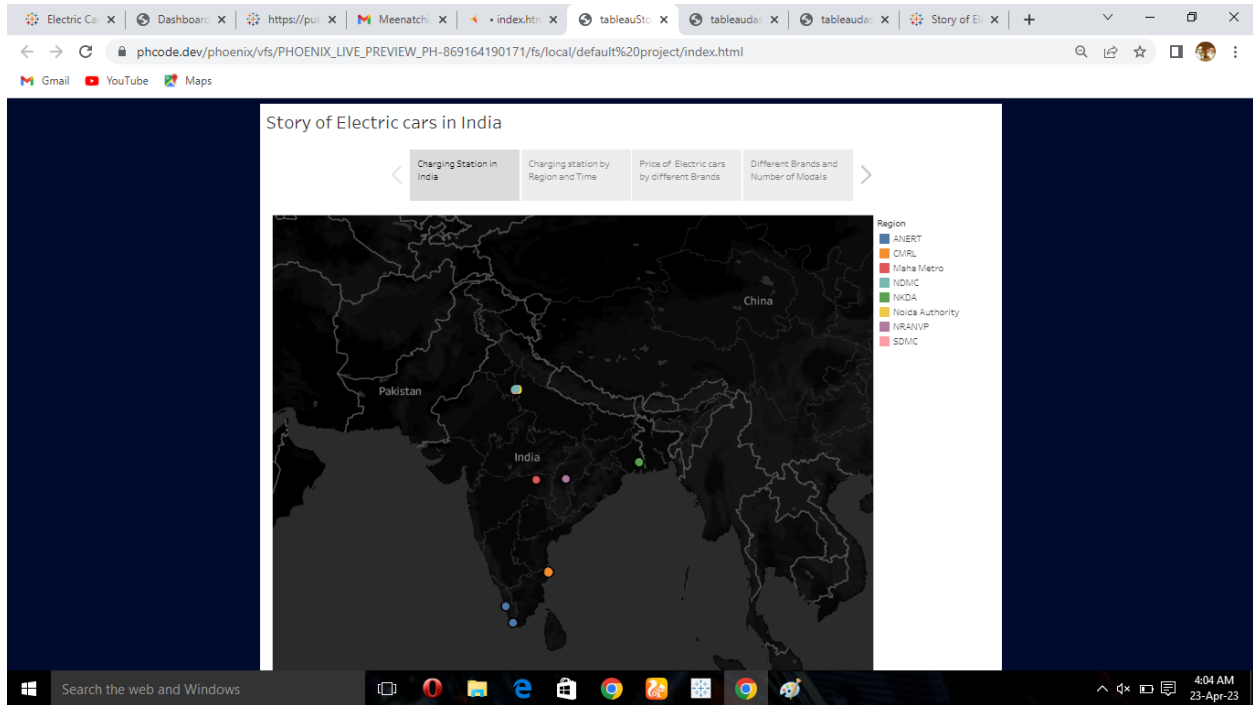 Electric Ca
Dashboard
https://pub
Meenatchi
• index.htm
tableauSto
tableaudas
tableaudas
Story of Ele
phcode.dev/phoenix/vfs/PHOENIX_LIVE_PREVIEW_PH-869164190171/fs/local/default%20project/index.html
Gmail
YouTube
Maps
Story of Electric cars in India
Charging Station in
India
Charging station by
Region and Time
Price of Electric cars
by different Brands
Different Brands and
Number of Modals
China
Pakistan
India
Region
ANERT
CMRL
Maha Metro
NDMC
NKDA
Noida Authority
NRANVP
SDMC
Search the web and Windows
4:04 AM
23-Apr-23